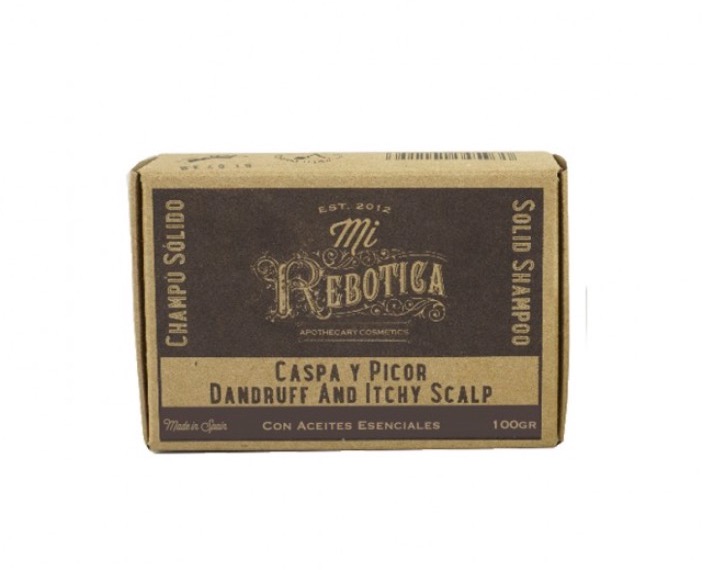 EST. 2012
Mi
REBOTICA
APOTHECARY COSMETICS
CHAMPÚ SÓLIDO
SOLID SHAMPOO
CASPA Y PICOR
DANDRUFF AND ITCHY SCALP
Made in Spain
CON ACEITES ESENCIALES
100GR